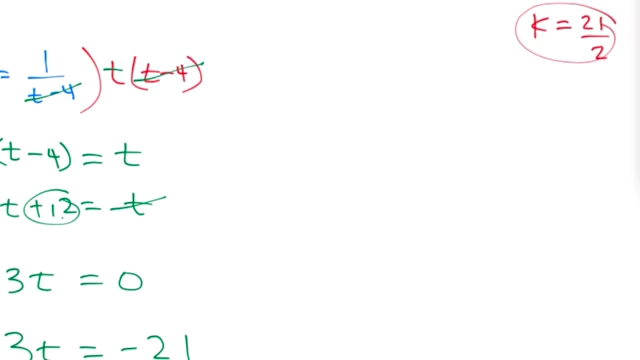 K = 21/2
= 1/(t-4) ) t (t-4)
(t-4) = t
t +12 = t
3t = 0
3t = -21